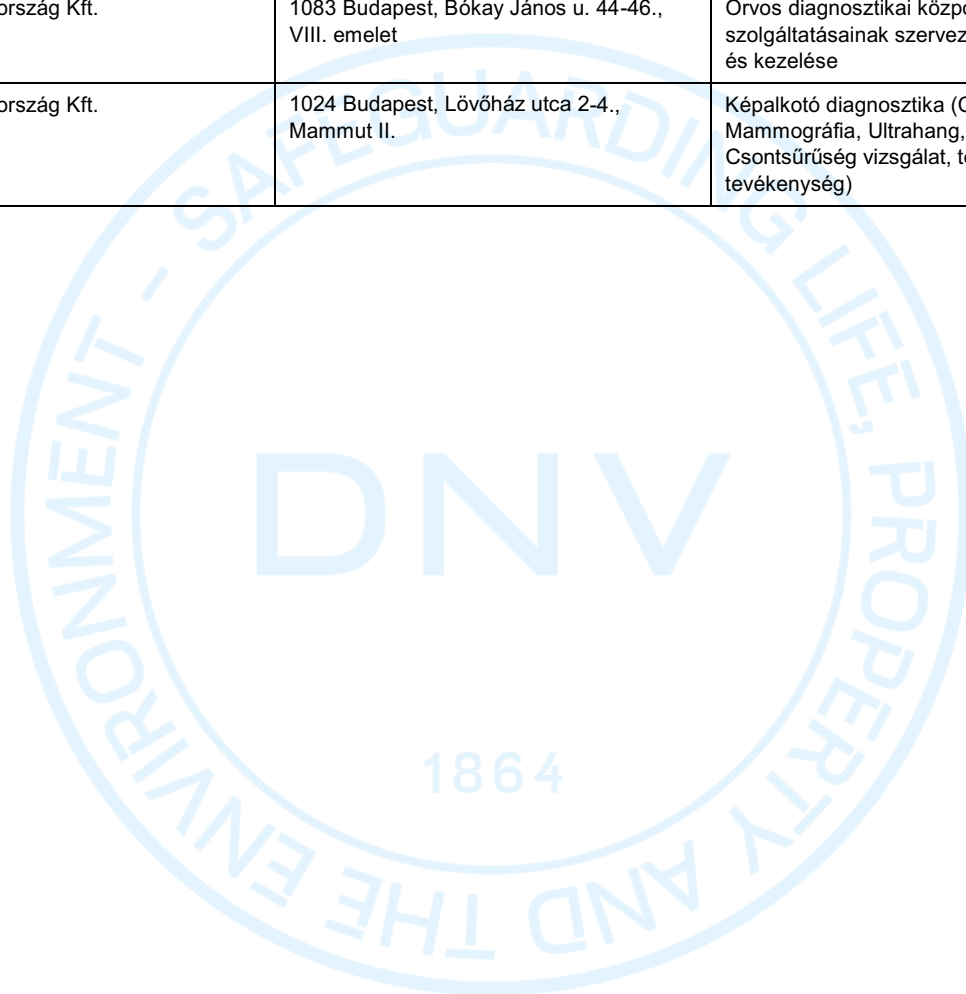 ország Kft.
1083 Budapest, Bókay János u. 44-46.,
VIII. emelet
Orvos diagnosztikai közpo
szolgáltatásainak szervez
és kezelése
ország Kft.
1024 Budapest, Lövőház utca 2-4.,
Mammut II.
Képalkotó diagnosztika (C
Mammográfia, Ultrahang,
Csontsűrűség vizsgálat, te
tevékenység)
SAFEGUARDING LIFE, PROPERTY AND THE ENVIRONMENT -
DNV
1864